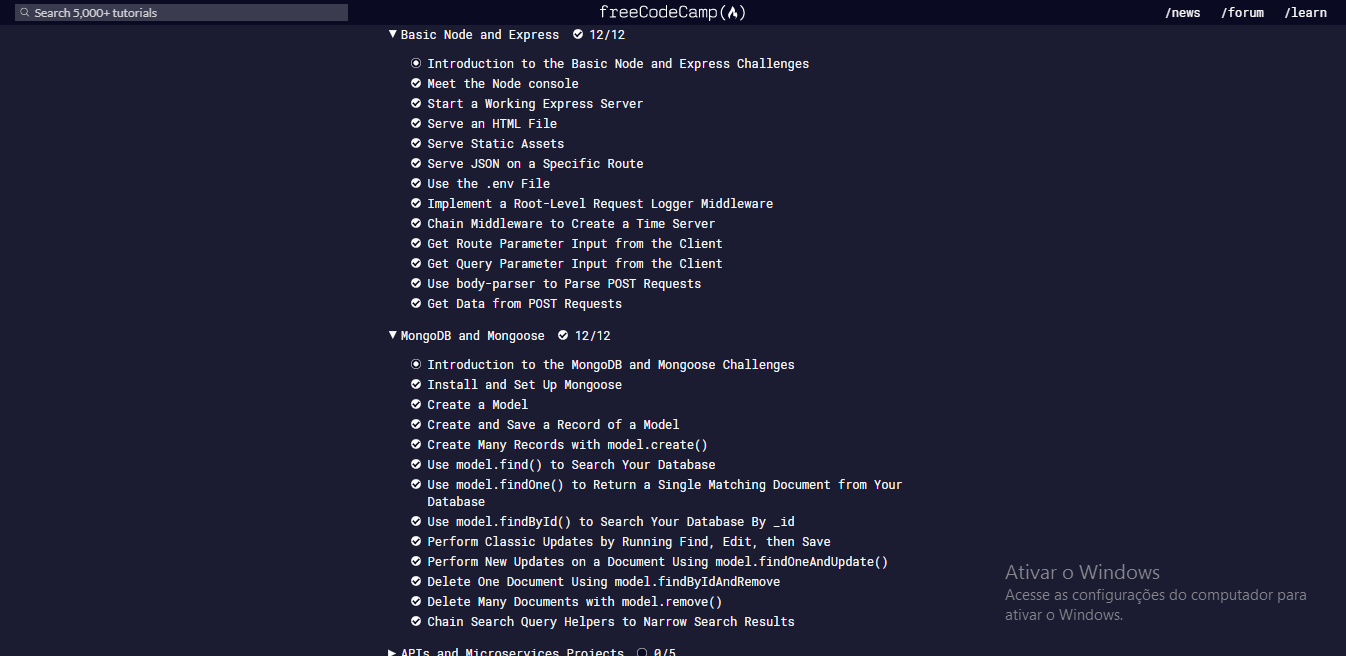 Search 5,000+ tutorials
freeCodeCamp
/news /forum /learn
Basic Node and Express 12/12
Introduction to the Basic Node and Express Challenges
Meet the Node console
Start a Working Express Server
Serve an HTML File
Serve Static Assets
Serve JSON on a Specific Route
Use the .env File
Implement a Root-Level Request Logger Middleware
Chain Middleware to Create a Time Server
Get Route Parameter Input from the Client
Get Query Parameter Input from the Client
Use body-parser to Parse POST Requests
Get Data from POST Requests
MongoDB and Mongoose 12/12
Introduction to the MongoDB and Mongoose Challenges
Install and Set Up Mongoose
Create a Model
Create and Save a Record of a Model
Create Many Records with model.create()
Use model.find() to Search Your Database
Use model.findOne() to Return a Single Matching Document from Your
Database
Use model.findById() to Search Your Database By _id
Perform Classic Updates by Running Find, Edit, then Save
Perform New Updates on a Document Using model.findOneAndUpdate()
Delete One Document Using model.findByIdAndRemove
Delete Many Documents with model.remove()
Chain Search Query Helpers to Narrow Search Results
APIs and Microservices Projects 0/5
Ativar o Windows
Acesse as configurações do computador para
ativar o Windows.